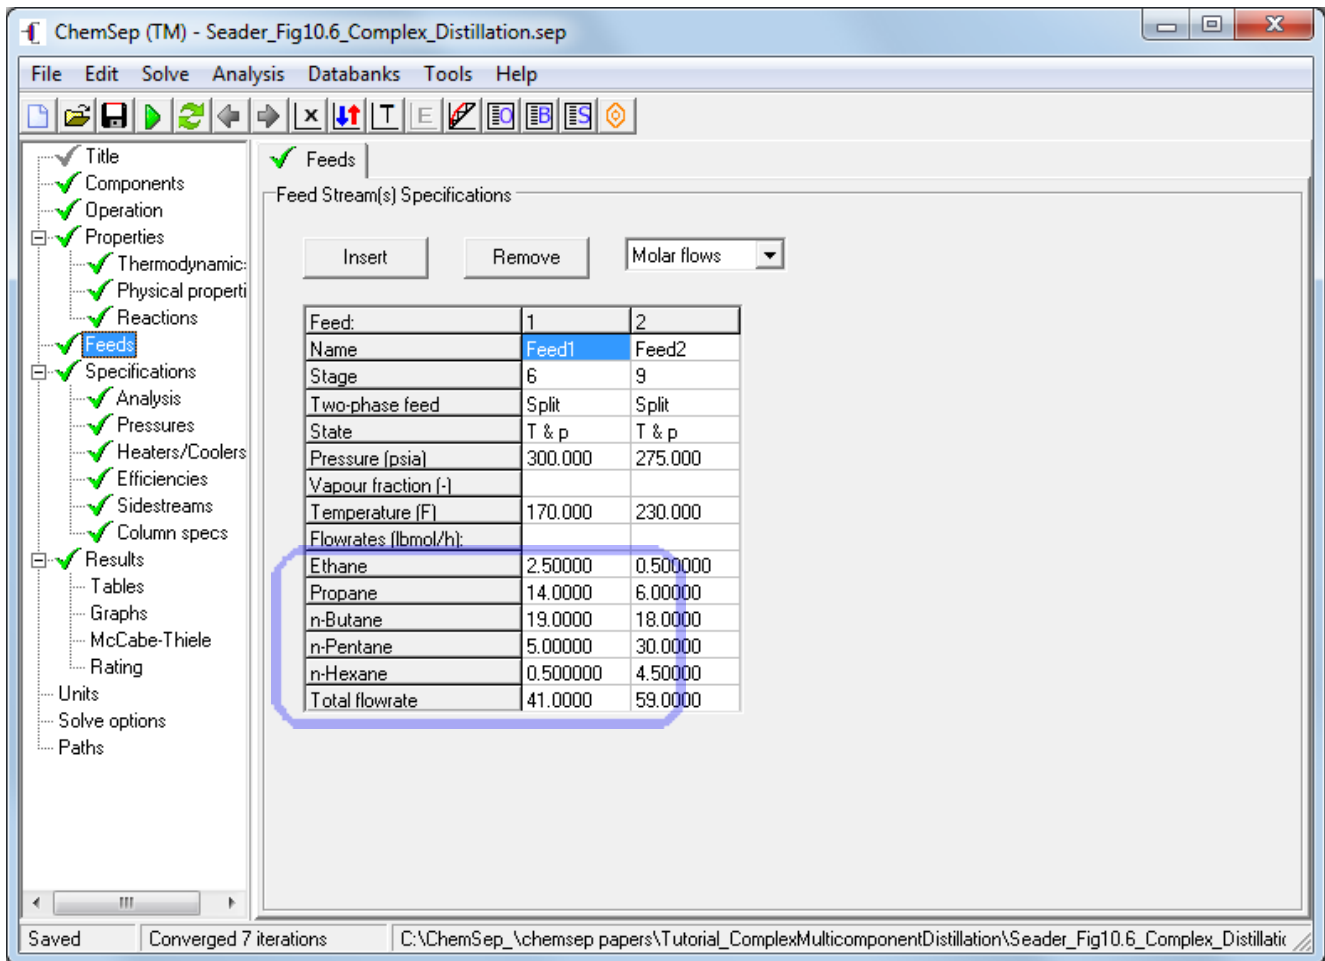 ChemSep (TM) - Seader_Fig10.6_Complex_Distillation.sep
File Edit Solve Analysis Databanks Tools Help
Title
Components
Operation
Properties
Thermodynamic
Physical properti
Reactions
Feeds
Specifications
Analysis
Pressures
Heaters/Coolers
Efficiencies
Sidestreams
Column specs
Results
Tables
Graphs
McCabe-Thiele
Rating
Units
Solve options
Paths
Feeds
Feed Stream(s) Specifications
Insert Remove Molar flows
Feed: 1 2
Name Feed1 Feed2
Stage 6 9
Two-phase feed Split Split
State T & p T & p
Pressure (psia) 300.000 275.000
Vapour fraction (-)
Temperature (F) 170.000 230.000
Flowrates (lbmol/h):
Ethane 2.50000 0.500000
Propane 14.0000 6.00000
n-Butane 19.0000 18.0000
n-Pentane 5.00000 30.0000
n-Hexane 0.500000 4.50000
Total flowrate 41.0000 59.0000
Saved Converged 7 iterations C:\ChemSep_\chemsep papers\Tutorial_ComplexMulticomponentDistillation\Seader_Fig10.6_Complex_Distillatic